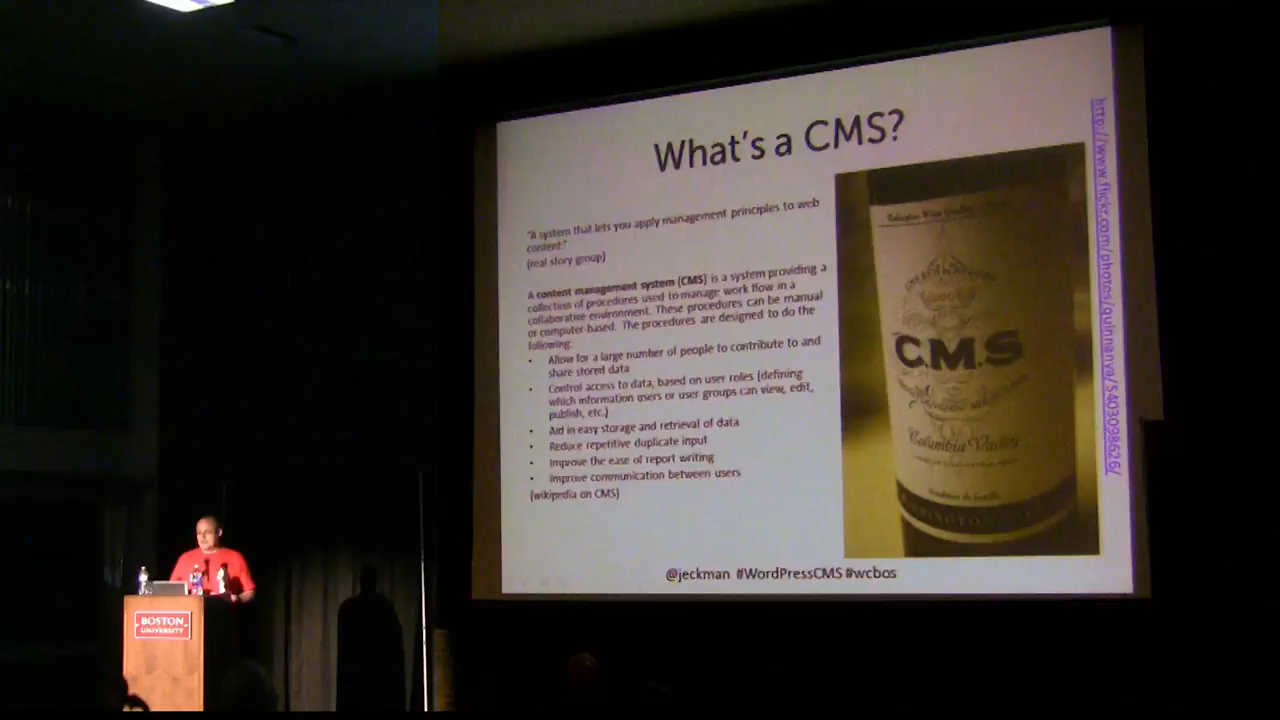 What's a CMS?
"A system that lets you apply management principles to web
content."
(real story group)
A content management system (CMS) is a system providing a
collection of procedures used to manage work flow in a
collaborative environment. These procedures can be manual
or computer-based. The procedures are designed to do the
following:
• Allow for a large number of people to contribute to and
share stored data
• Control access to data, based on user roles (defining
which information users or user groups can view, edit,
publish, etc.)
• Aid in easy storage and retrieval of data
• Reduce repetitive duplicate input
• Improve the ease of report writing
• Improve communication between users
(wikipedia on CMS)
C.M.S
Columbia Valley
http://www.flickr.com/photos/quinnanya/5403098626/
@jeckman #WordPressCMS #wcbos
BOSTON
UNIVERSITY